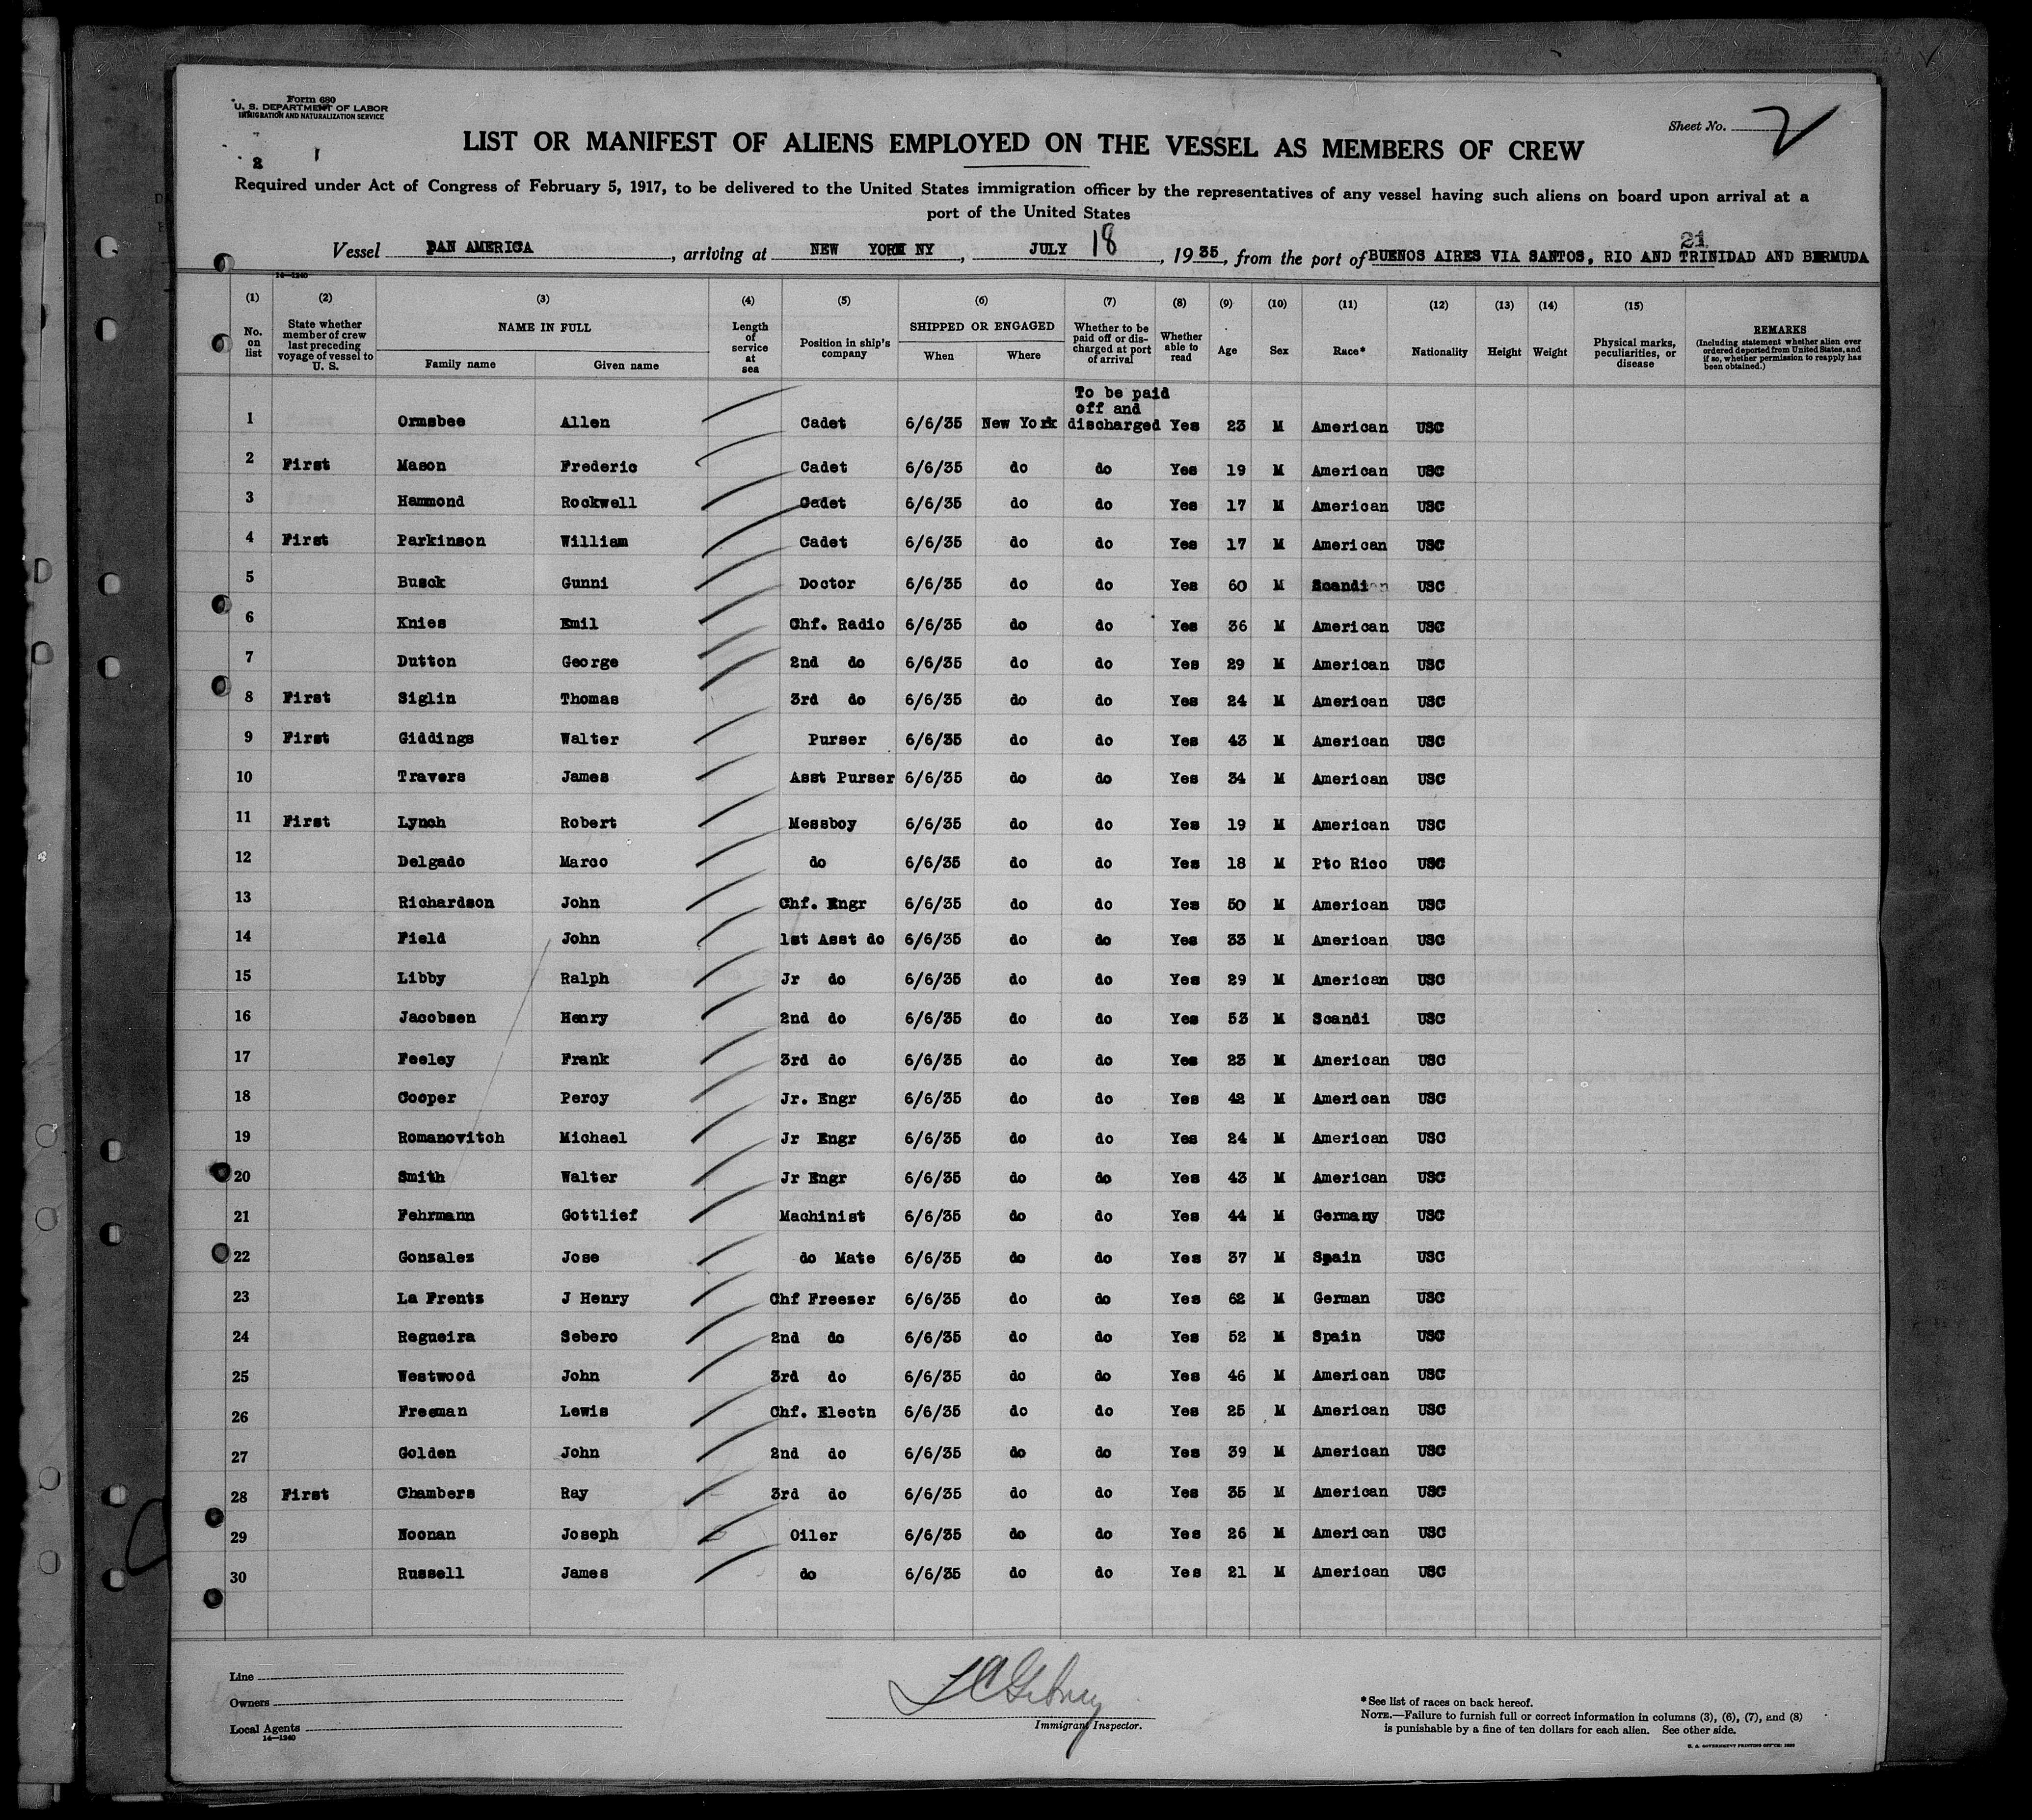 Form 680
U. S. DEPARTMENT OF LABOR
IMMIGRATION AND NATURALIZATION SERVICE
Sheet No. 2
LIST OR MANIFEST OF ALIENS EMPLOYED ON THE VESSEL AS MEMBERS OF CREW
Required under Act of Congress of February 5, 1917, to be delivered to the United States immigration officer by the representatives of any vessel having such aliens on board upon arrival at a
port of the United States
21
Vessel PAN AMERICA, arriving at NEW YORK NY, JULY 18, 1935, from the port of BUENOS AIRES VIA SANTOS, RIO AND TRINIDAD AND BERMUDA
14—1240
(1) (2) (3) (4) (5) (6) (7) (8) (9) (10) (11) (12) (13) (14) (15)
No. on list State whether member of crew last preceding voyage of vessel to U. S. NAME IN FULL Family name Given name Length of service at sea Position in ship's company SHIPPED OR ENGAGED When Where Whether to be paid off or discharged at port of arrival Whether able to read Age Sex Race* Nationality Height Weight Physical marks, peculiarities, or disease REMARKS (Including statement whether alien ever ordered deported from United States, and if so, whether permission to reapply has been obtained.)
1 Ormsbee Allen Cadet 6/6/35 New York To be paid off and discharged Yes 23 M American USC
2 First Mason Frederic Cadet 6/6/35 do do Yes 19 M American USC
3 Hammond Rockwell Cadet 6/6/35 do do Yes 17 M American USC
4 First Parkinson William Cadet 6/6/35 do do Yes 17 M American USC
5 Busck Gunni Doctor 6/6/35 do do Yes 60 M Scandi USC
6 Knies Emil Chf. Radio 6/6/35 do do Yes 36 M American USC
7 Dutton George 2nd do 6/6/35 do do Yes 29 M American USC
8 First Siglin Thomas 3rd do 6/6/35 do do Yes 24 M American USC
9 First Giddings Walter Purser 6/6/35 do do Yes 43 M American USC
10 Travers James Asst Purser 6/6/35 do do Yes 34 M American USC
11 First Lynch Robert Messboy 6/6/35 do do Yes 19 M American USC
12 Delgado Marco do 6/6/35 do do Yes 18 M Pto Rico USC
13 Richardson John Chf. Engr 6/6/35 do do Yes 50 M American USC
14 Field John 1st Asst do 6/6/35 do do Yes 33 M American USC
15 Libby Ralph Jr do 6/6/35 do do Yes 29 M American USC
16 Jacobsen Henry 2nd do 6/6/35 do do Yes 53 M Scandi USC
17 Feeley Frank 3rd do 6/6/35 do do Yes 23 M American USC
18 Cooper Percy Jr. Engr 6/6/35 do do Yes 42 M American USC
19 Romanovitch Michael Jr Engr 6/6/35 do do Yes 24 M American USC
20 Smith Walter Jr Engr 6/6/35 do do Yes 43 M American USC
21 Fehrmann Gottlief Machinist 6/6/35 do do Yes 44 M Germany USC
22 Gonzalez Jose do Mate 6/6/35 do do Yes 37 M Spain USC
23 La Frentz J Henry Chf Freezer 6/6/35 do do Yes 62 M German USC
24 Regueira Sebero 2nd do 6/6/35 do do Yes 52 M Spain USC
25 Westwood John 3rd do 6/6/35 do do Yes 46 M American USC
26 Freeman Lewis Chf. Electn 6/6/35 do do Yes 25 M American USC
27 Golden John 2nd do 6/6/35 do do Yes 39 M American USC
28 First Chambers Ray 3rd do 6/6/35 do do Yes 35 M American USC
29 Noonan Joseph Oiler 6/6/35 do do Yes 26 M American USC
30 Russell James do 6/6/35 do do Yes 21 M American USC
Line
Owners
Local Agents
14—1240
Immigrant Inspector.
*See list of races on back hereof.
NOTE.—Failure to furnish full or correct information in columns (3), (6), (7), and (8)
is punishable by a fine of ten dollars for each alien. See other side.
U. S. GOVERNMENT PRINTING OFFICE: